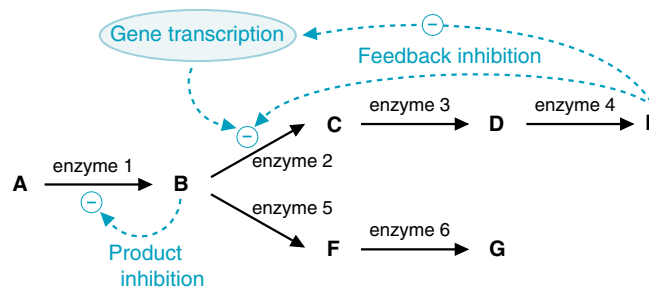 Gene transcription
−
Feedback inhibition
−
enzyme 3
enzyme 4
C
D
enzyme 2
A
enzyme 1
B
−
enzyme 5
Product
inhibition
F
enzyme 6
G